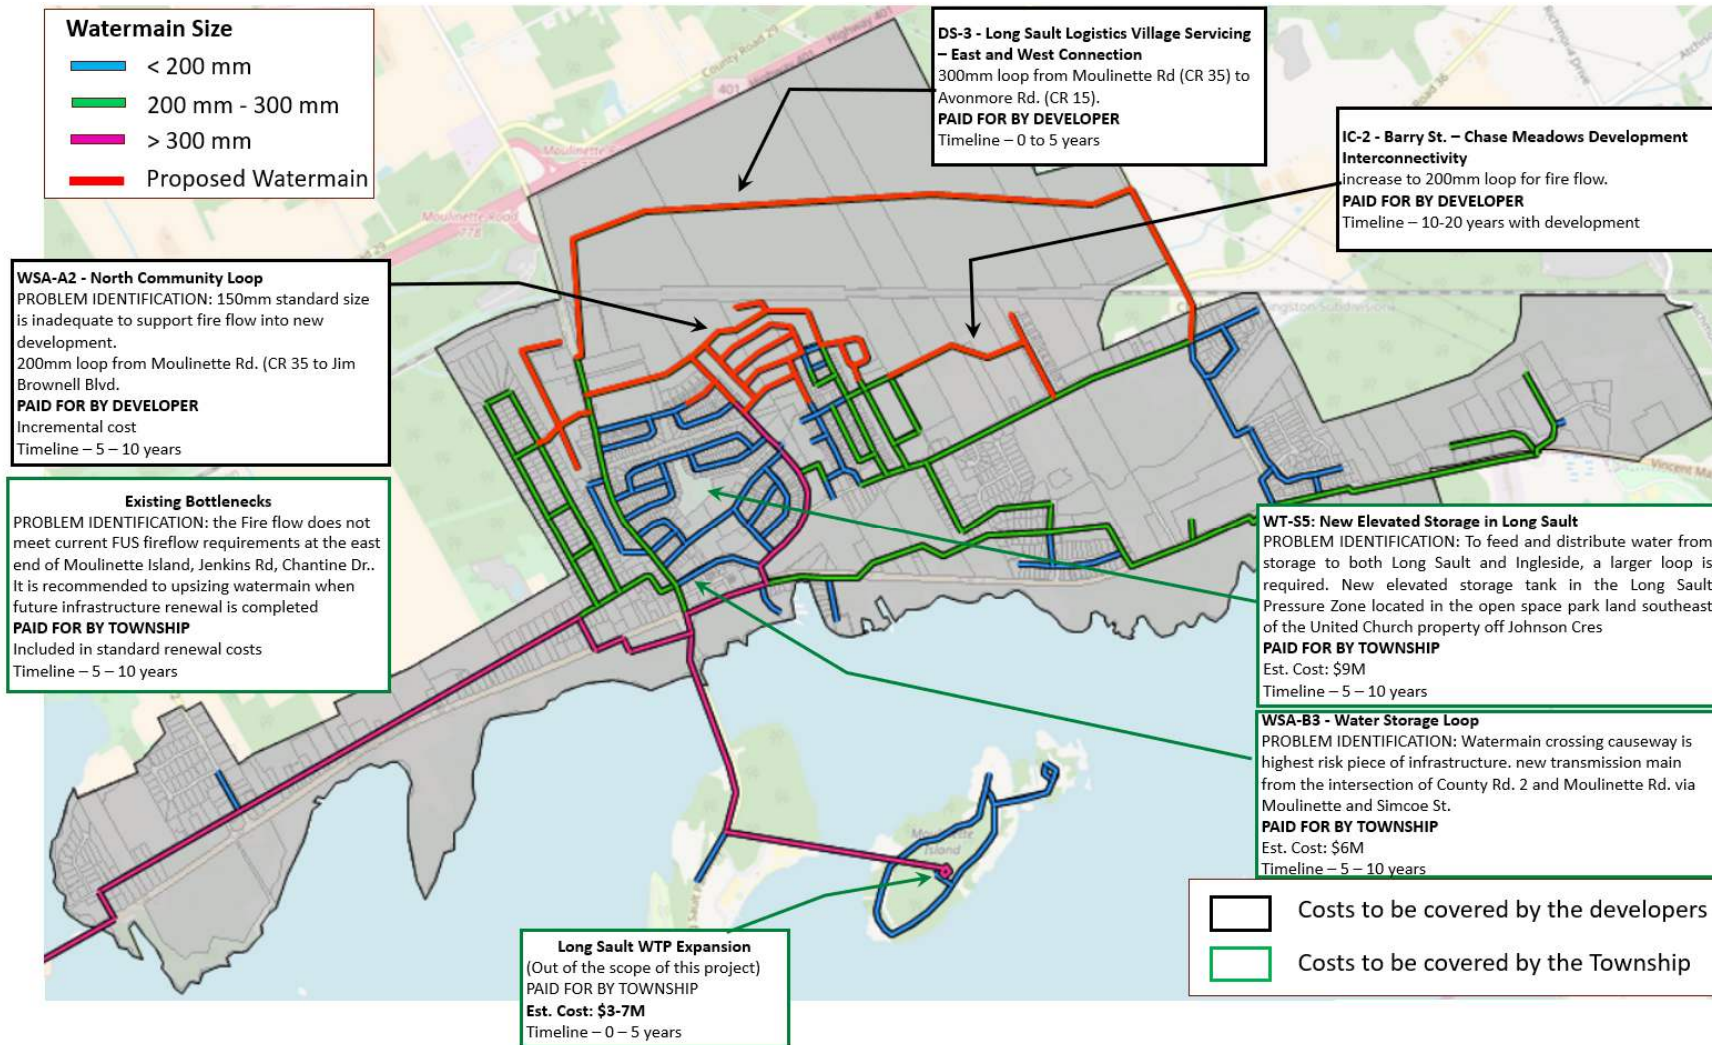 Watermain Size
< 200 mm
200 mm - 300 mm
> 300 mm
Proposed Watermain
DS-3 - Long Sault Logistics Village Servicing
– East and West Connection
300mm loop from Moulinette Rd (CR 35) to
Avonmore Rd. (CR 15).
PAID FOR BY DEVELOPER
Timeline – 0 to 5 years
IC-2 - Barry St. – Chase Meadows Development
Interconnectivity
increase to 200mm loop for fire flow.
PAID FOR BY DEVELOPER
Timeline – 10-20 years with development
WSA-A2 - North Community Loop
PROBLEM IDENTIFICATION: 150mm standard size
is inadequate to support fire flow into new
development.
200mm loop from Moulinette Rd. (CR 35 to Jim
Brownell Blvd.
PAID FOR BY DEVELOPER
Incremental cost
Timeline – 5 – 10 years
Existing Bottlenecks
PROBLEM IDENTIFICATION: the Fire flow does not
meet current FUS fireflow requirements at the east
end of Moulinette Island, Jenkins Rd, Chantine Dr..
It is recommended to upsizing watermain when
future infrastructure renewal is completed
PAID FOR BY TOWNSHIP
Included in standard renewal costs
Timeline – 5 – 10 years
WT-S5: New Elevated Storage in Long Sault
PROBLEM IDENTIFICATION: To feed and distribute water from
storage to both Long Sault and Ingleside, a larger loop is
required. New elevated storage tank in the Long Sault
Pressure Zone located in the open space park land southeast
of the United Church property off Johnson Cres
PAID FOR BY TOWNSHIP
Est. Cost: $9M
Timeline – 5 – 10 years
WSA-B3 - Water Storage Loop
PROBLEM IDENTIFICATION: Watermain crossing causeway is
highest risk piece of infrastructure. new transmission main
from the intersection of County Rd. 2 and Moulinette Rd. via
Moulinette and Simcoe St.
PAID FOR BY TOWNSHIP
Est. Cost: $6M
Timeline – 5 – 10 years
Long Sault WTP Expansion
(Out of the scope of this project)
PAID FOR BY TOWNSHIP
Est. Cost: $3-7M
Timeline – 0 – 5 years
Costs to be covered by the developers
Costs to be covered by the Township
County Road 29
Highway 401
401
Moulinette Road
778
Road 36
Richmond Drive
Kingston Subdivision
Moulinette
Island